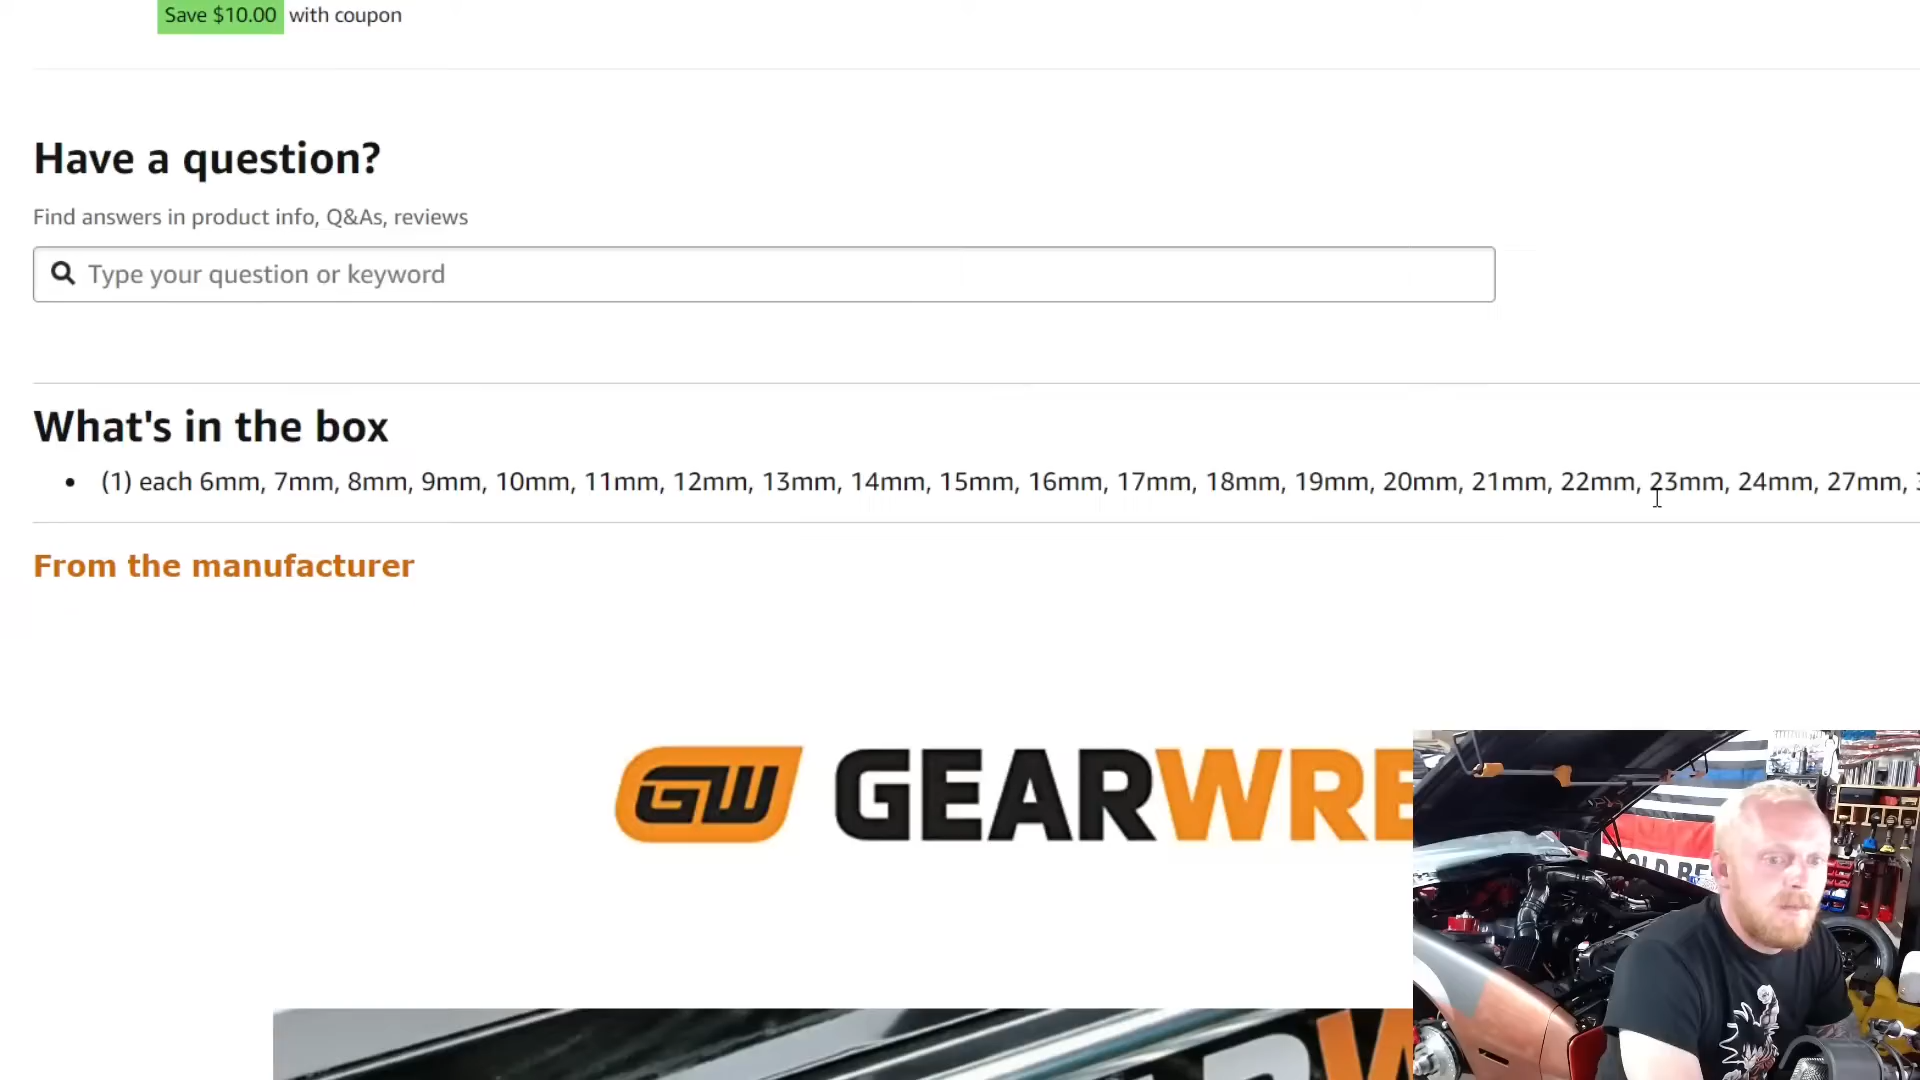 Save $10.00 with coupon
Have a question?
Find answers in product info, Q&As, reviews
Type your question or keyword
What's in the box
• (1) each 6mm, 7mm, 8mm, 9mm, 10mm, 11mm, 12mm, 13mm, 14mm, 15mm, 16mm, 17mm, 18mm, 19mm, 20mm, 21mm, 22mm, 23mm, 24mm, 27mm,
From the manufacturer
GW GEARWRE